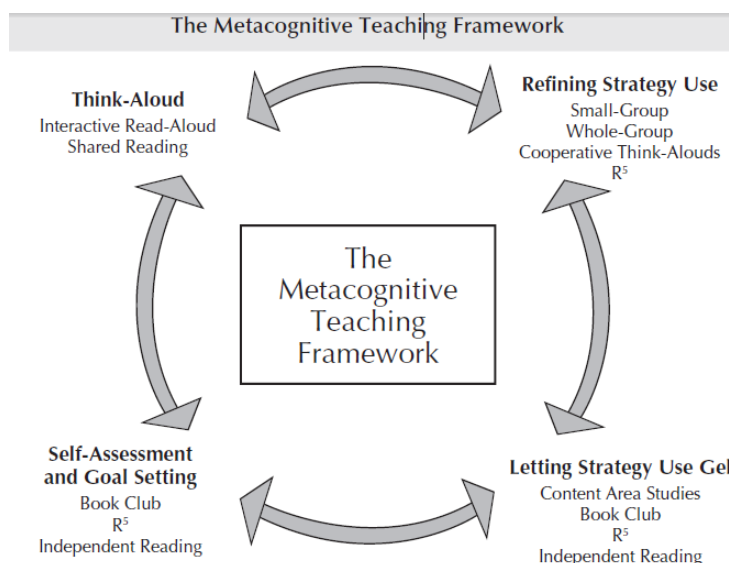 The Metacognitive Teaching Framework
Think-Aloud
Interactive Read-Aloud
Shared Reading
Refining Strategy Use
Small-Group
Whole-Group
Cooperative Think-Alouds
R⁵
The
Metacognitive
Teaching
Framework
Self-Assessment
and Goal Setting
Book Club
R⁵
Independent Reading
Letting Strategy Use Gel
Content Area Studies
Book Club
R⁵
Independent Reading